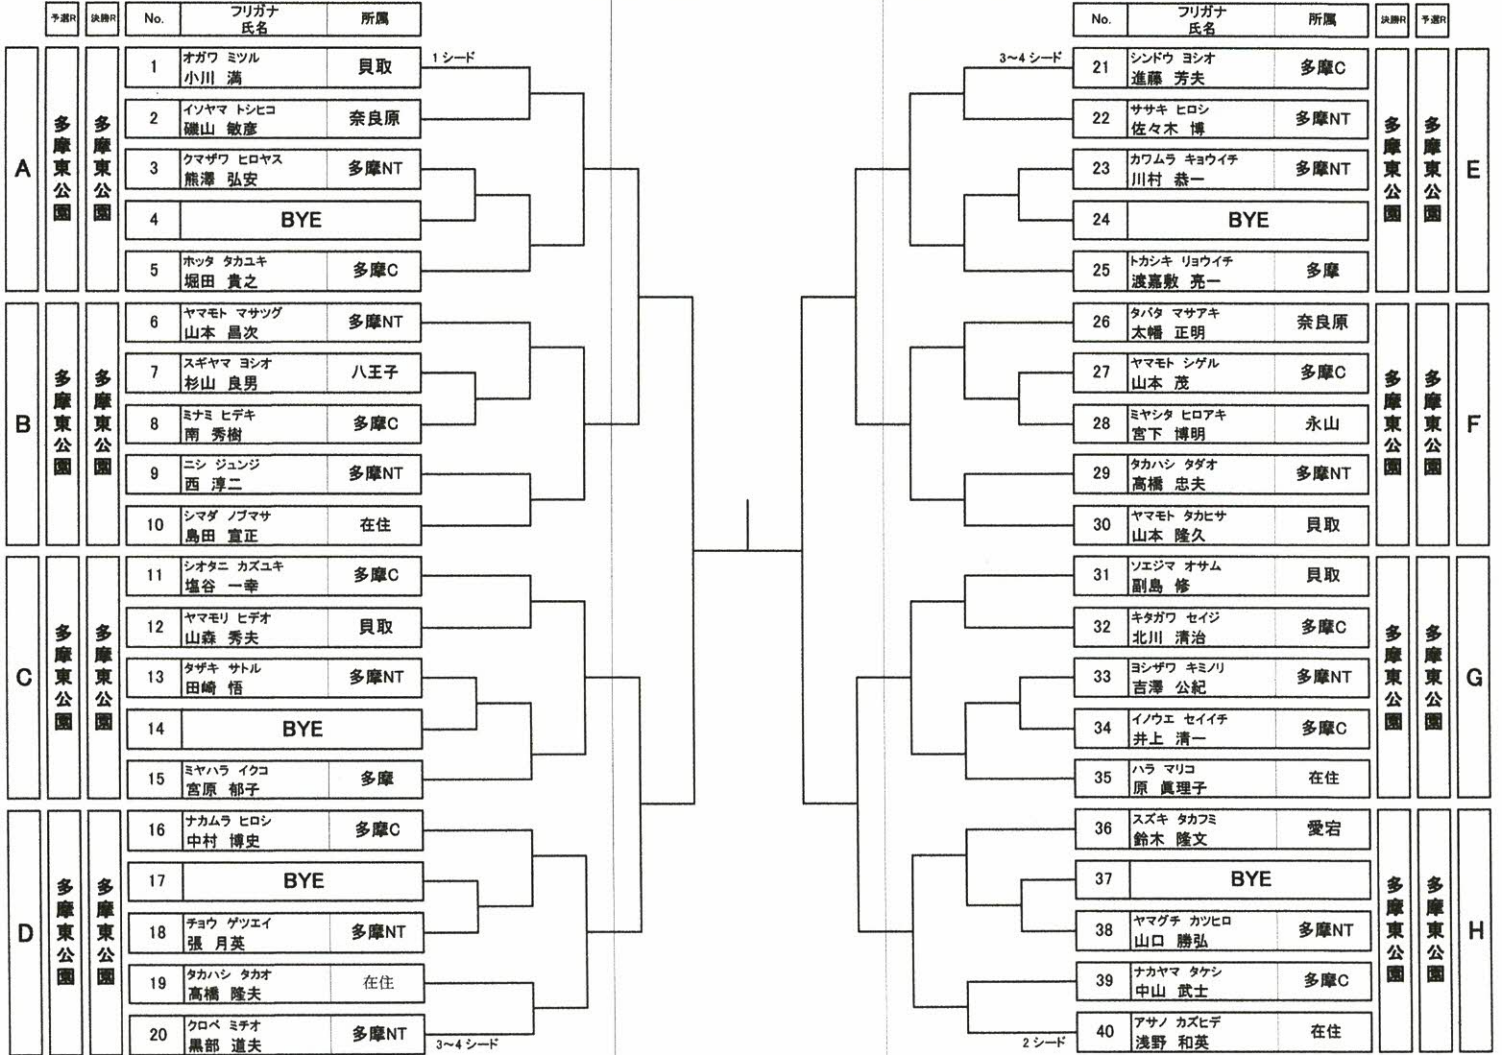 予選R 決勝R No. フリガナ 所属
氏名
A
多摩東公園
多摩東公園
1 オガワ ミツル 貝取 1シード
小川 満
2 イソヤマ トシヒコ 奈良原
磯山 敏彦
3 クマザワ ヒロヤス 多摩NT
熊澤 弘安
4 BYE
5 ホッタ タカユキ 多摩C
堀田 貴之
B
多摩東公園
多摩東公園
6 ヤマモト マサツグ 多摩NT
山本 昌次
7 スギヤマ ヨシオ 八王子
杉山 良男
8 ミナミ ヒデキ 多摩C
南 秀樹
9 ニシ ジュンジ 多摩NT
西 淳二
10 シマダ ノブマサ 在住
島田 宣正
C
多摩東公園
多摩東公園
11 シオタニ カズユキ 多摩C
塩谷 一幸
12 ヤマモリ ヒデオ 貝取
山森 秀夫
13 タザキ サトル 多摩NT
田崎 悟
14 BYE
15 ミヤハラ イクコ 多摩
宮原 郁子
D
多摩東公園
多摩東公園
16 ナカムラ ヒロシ 多摩C
中村 博史
17 BYE
18 チョウ ゲツエイ 多摩NT
張 月英
19 タカハシ タカオ 在住
高橋 隆夫
20 クロベ ミチオ 多摩NT
黒部 道夫 3～4シード
No. フリガナ 所属 決勝R 予選R
氏名
3～4シード 21 シンドウ ヨシオ 多摩C
進藤 芳夫
22 ササキ ヒロシ 多摩NT
佐々木 博
23 カワムラ キョウイチ 多摩NT
川村 恭一
24 BYE
25 トカシキ リョウイチ 多摩
渡嘉敷 亮一
多摩東公園
多摩東公園
E
26 タバタ マサアキ 奈良原
太幡 正明
27 ヤマモト シゲル 多摩C
山本 茂
28 ミヤシタ ヒロアキ 永山
宮下 博明
29 タカハシ タダオ 多摩NT
高橋 忠夫
30 ヤマモト タカヒサ 貝取
山本 隆久
多摩東公園
多摩東公園
F
31 ソエジマ オサム 貝取
副島 修
32 キタガワ セイジ 多摩C
北川 清治
33 ヨシザワ キミノリ 多摩NT
吉澤 公紀
34 イノウエ セイイチ 多摩C
井上 清一
35 ハラ マリコ 在住
原 眞理子
多摩東公園
多摩東公園
G
36 スズキ タカフミ 愛宕
鈴木 隆文
37 BYE
38 ヤマグチ カツヒロ 多摩NT
山口 勝弘
39 ナカヤマ タケシ 多摩C
中山 武士
2シード 40 アサノ カズヒデ 在住
浅野 和英
多摩東公園
多摩東公園
H